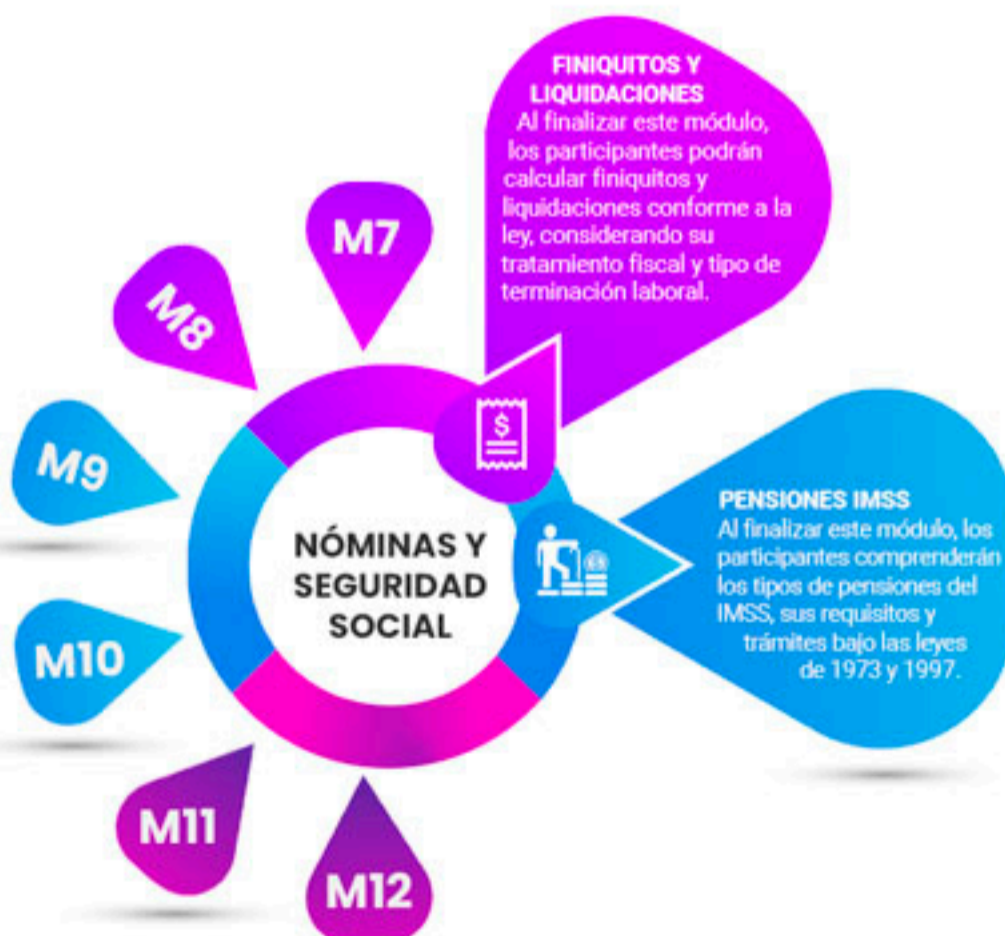 FINIQUITOS Y
LIQUIDACIONES
Al finalizar este módulo,
los participantes podrán
calcular finiquitos y
liquidaciones conforme a la
ley, considerando su
tratamiento fiscal y tipo de
terminación laboral.
M7
M8
M9
M10
M11
M12
$
NÓMINAS Y
SEGURIDAD
SOCIAL
PENSIONES IMSS
Al finalizar este módulo, los
participantes comprenderán
los tipos de pensiones del
IMSS, sus requisitos y
trámites bajo las leyes
de 1973 y 1997.